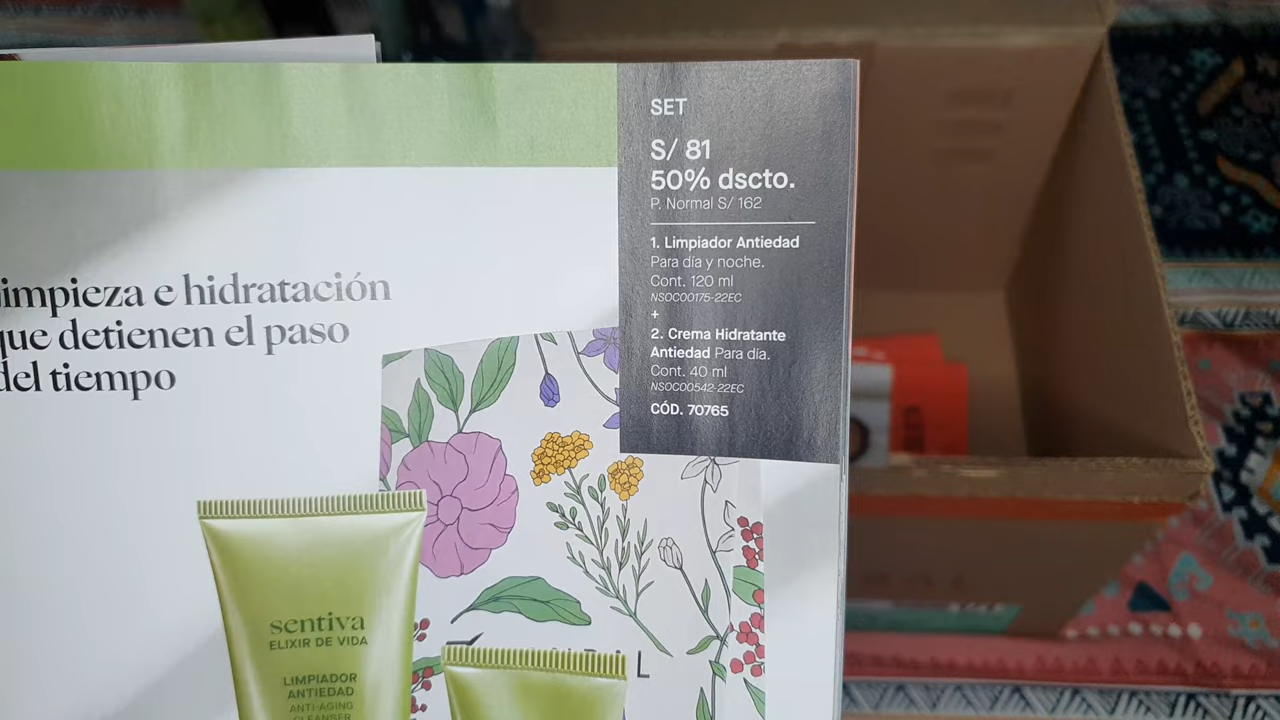 SET
S/ 81
50% dscto.
P. Normal S/ 162
1. Limpiador Antiedad
Para día y noche.
Cont. 120 ml
NSOC00175-22EC
+
2. Crema Hidratante
Antiedad Para día.
Cont. 40 ml
NSOC00542-22EC
CÓD. 70765
limpieza e hidratación
que detienen el paso
del tiempo
sentiva
ELIXIR DE VIDA
LIMPIADOR
ANTIEDAD
ANTI-AGING
CLEANSER